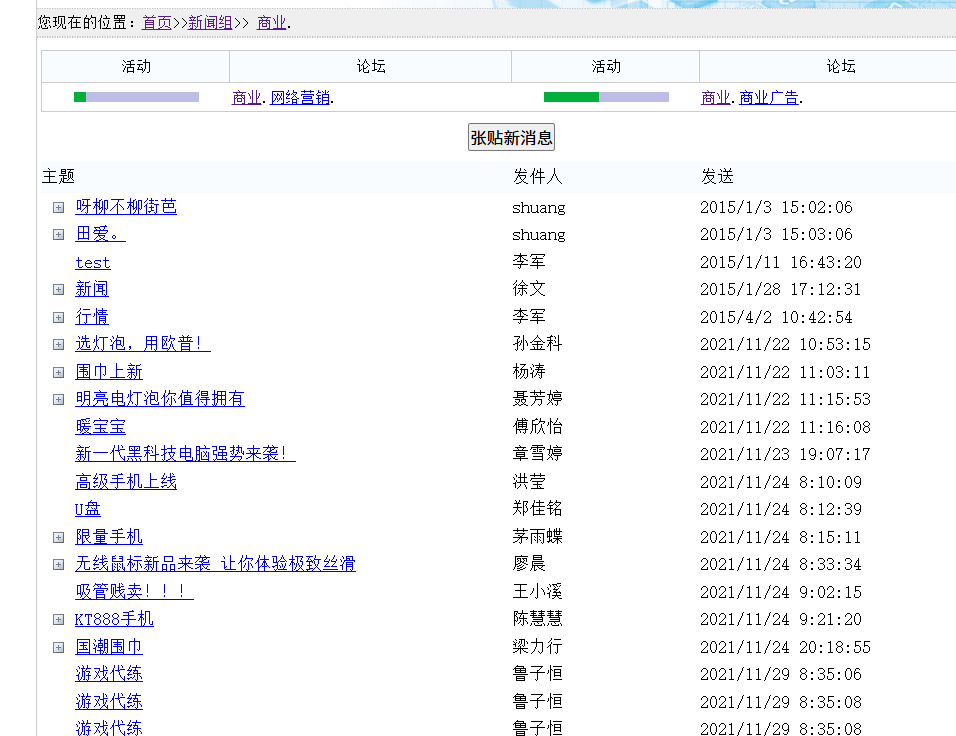 您现在的位置：首页>>新闻组>> 商业.
活动 论坛 活动 论坛
商业. 网络营销. 商业. 商业广告.
张贴新消息
主题 发件人 发送
呀柳不柳街芭 shuang 2015/1/3 15:02:06
田爱。 shuang 2015/1/3 15:03:06
test 李军 2015/1/11 16:43:20
新闻 徐文 2015/1/28 17:12:31
行情 李军 2015/4/2 10:42:54
选灯泡，用欧普！ 孙金科 2021/11/22 10:53:15
围巾上新 杨涛 2021/11/22 11:03:11
明亮电灯泡你值得拥有 聂芳婷 2021/11/22 11:15:53
暖宝宝 傅欣怡 2021/11/22 11:16:08
新一代黑科技电脑强势来袭！ 章雪婷 2021/11/23 19:07:17
高级手机上线 洪莹 2021/11/24 8:10:09
U盘 郑佳铭 2021/11/24 8:12:39
限量手机 茅雨蝶 2021/11/24 8:15:11
无线鼠标新品来袭 让你体验极致丝滑 廖晨 2021/11/24 8:33:34
吸管贱卖！！！ 王小溪 2021/11/24 9:02:15
KT888手机 陈慧慧 2021/11/24 9:21:20
国潮围巾 梁力行 2021/11/24 20:18:55
游戏代练 鲁子恒 2021/11/29 8:35:06
游戏代练 鲁子恒 2021/11/29 8:35:08
游戏代练 鲁子恒 2021/11/29 8:35:08